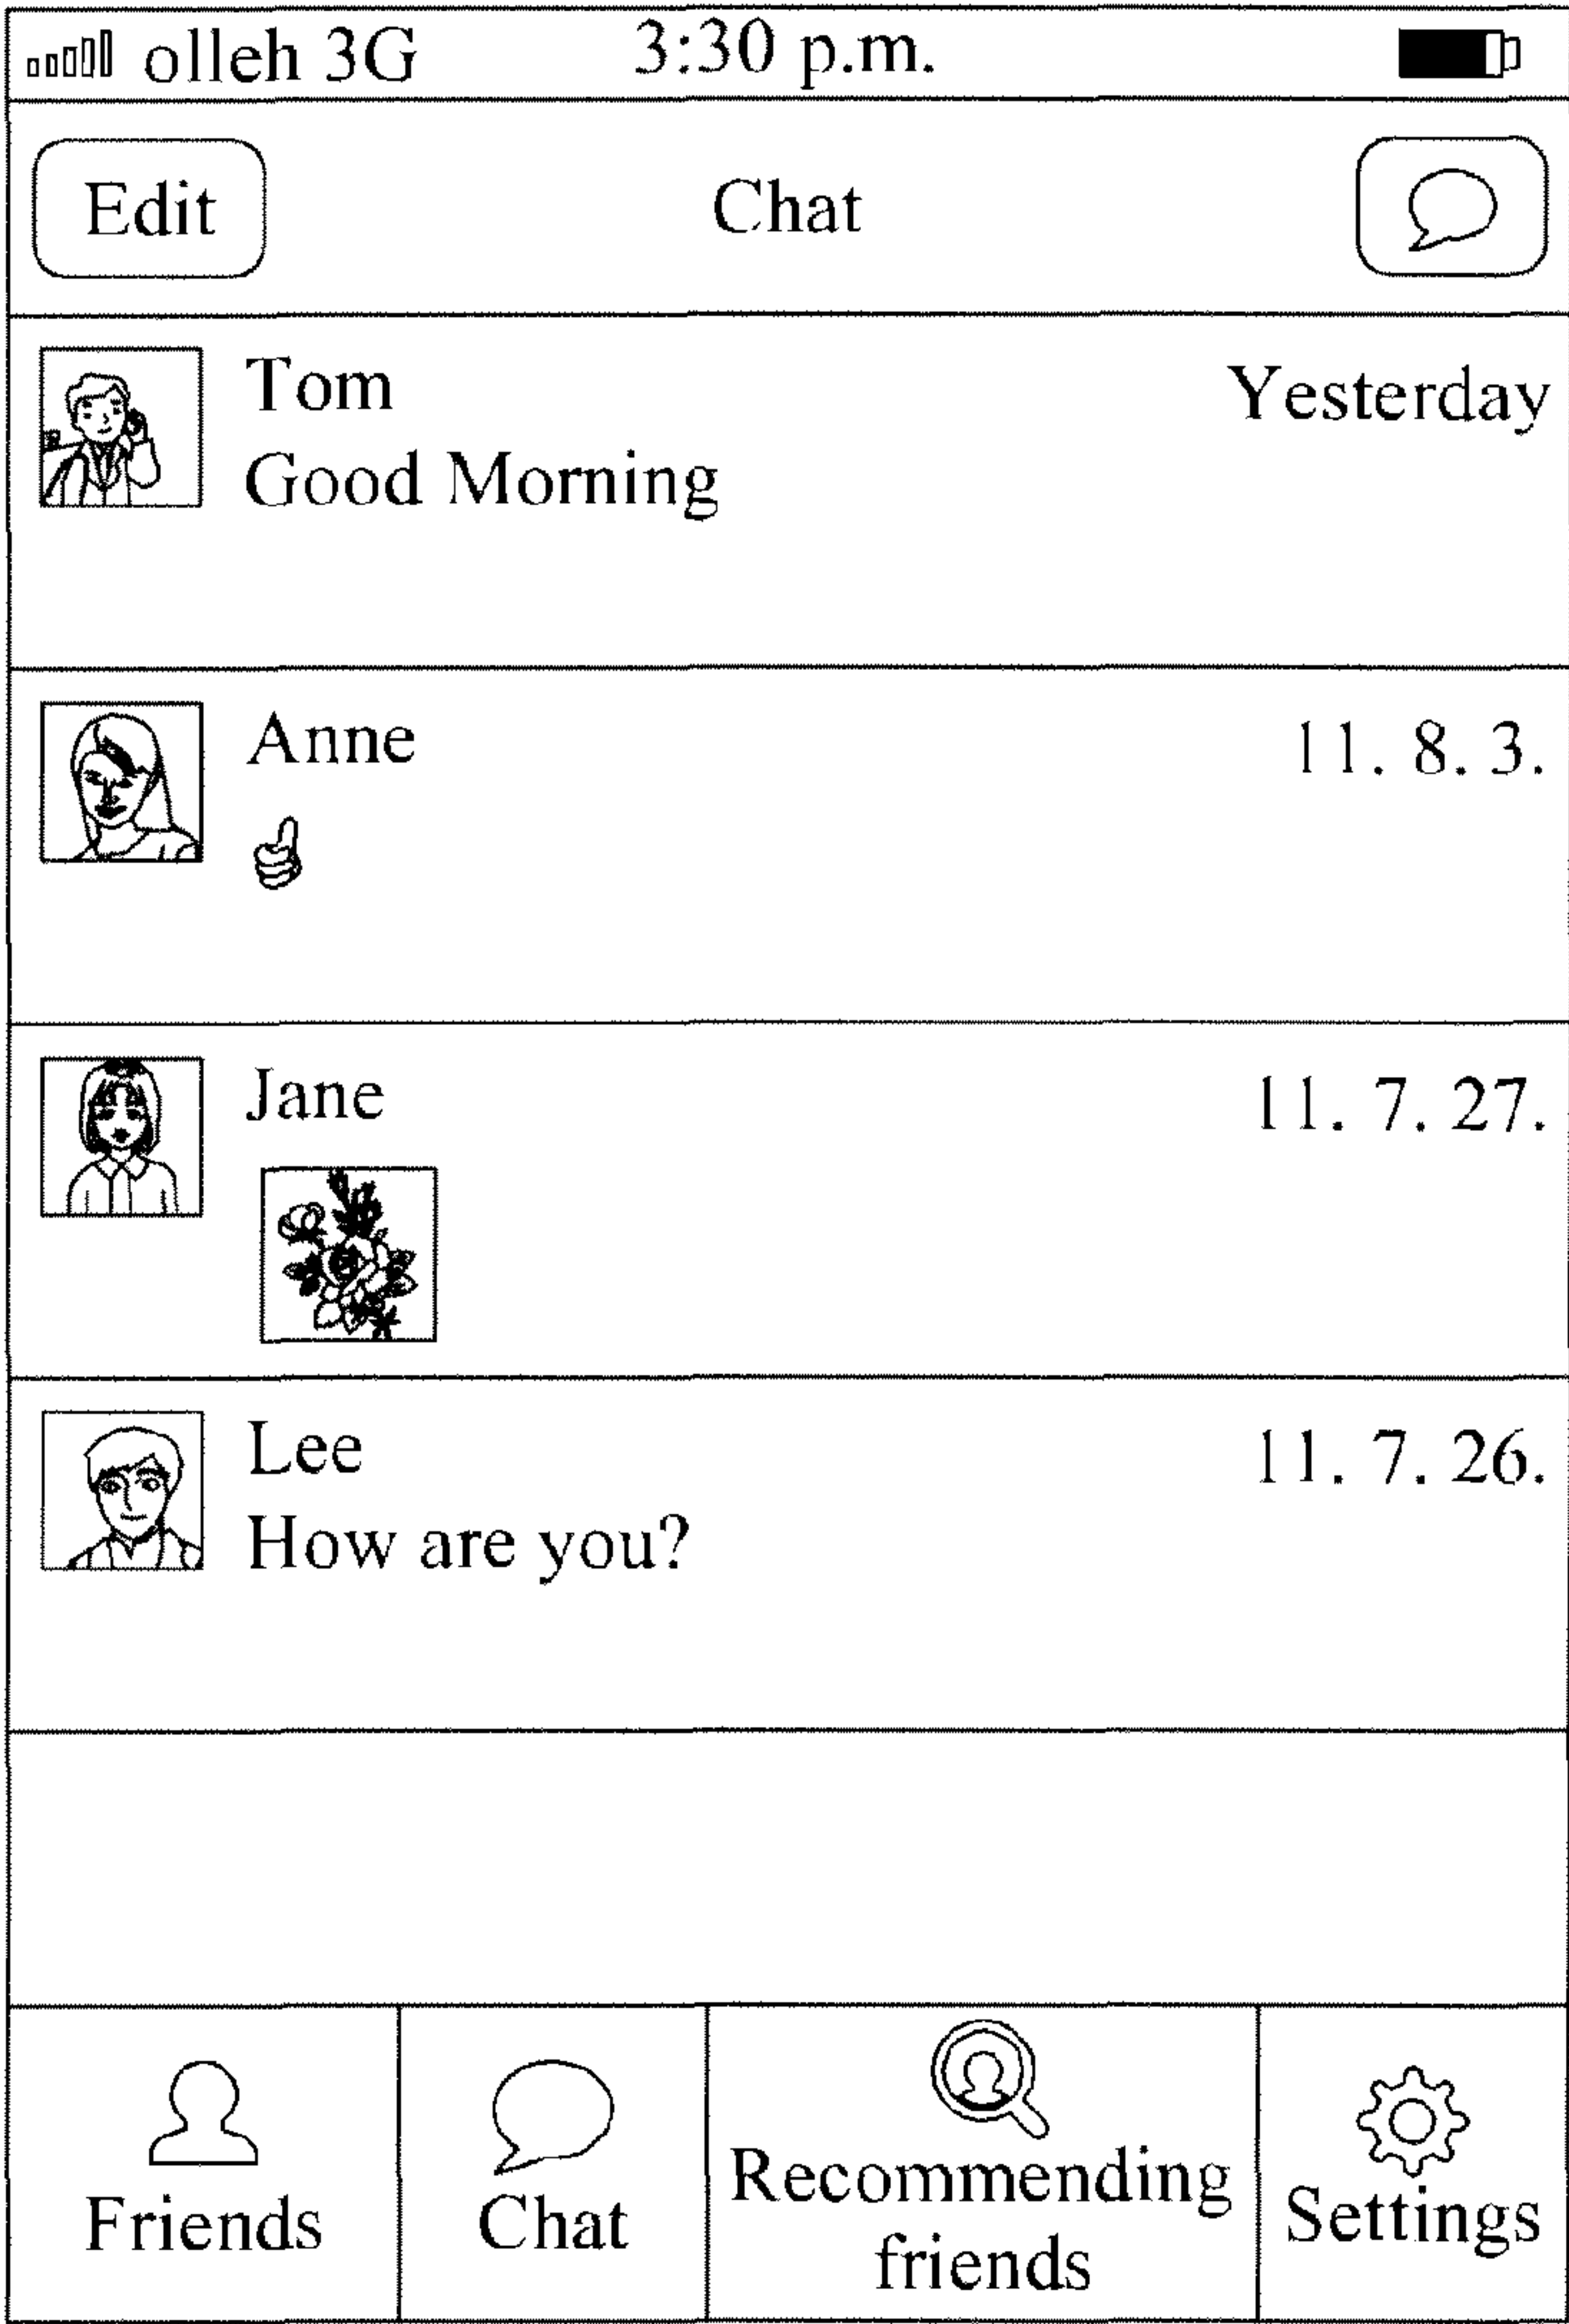 olleh 3G 3:30 p.m.
Edit Chat
Tom Yesterday
Good Morning
Anne 11. 8. 3.
Jane 11. 7. 27.
Lee 11. 7. 26.
How are you?
Friends Chat Recommending friends Settings